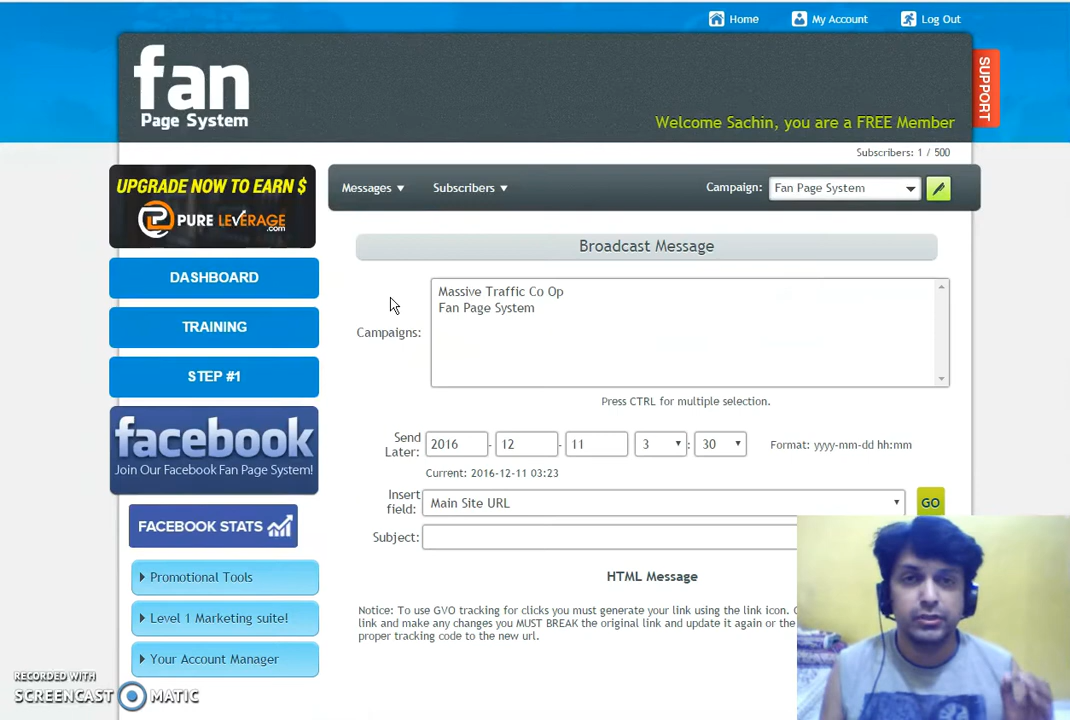 Home
My Account
Log Out
fan
Page System
SUPPORT
Welcome Sachin, you are a FREE Member
Subscribers: 1 / 500
UPGRADE NOW TO EARN $
PURE LEVERAGE
.com
Messages
Subscribers
Campaign:
Fan Page System
Broadcast Message
DASHBOARD
TRAINING
STEP #1
Campaigns:
Massive Traffic Co Op
Fan Page System
Press CTRL for multiple selection.
Send
Later:
2016 - 12 - 11 3 : 30
Format: yyyy-mm-dd hh:mm
Current: 2016-12-11 03:23
Insert
field:
Main Site URL
GO
Subject:
HTML Message
Notice: To use GVO tracking for clicks you must generate your link using the link icon.
link and make any changes you MUST BREAK the original link and update it again or the
proper tracking code to the new url.
facebook
Join Our Facebook Fan Page System!
FACEBOOK STATS
Promotional Tools
Level 1 Marketing suite!
Your Account Manager
RECORDED WITH
SCREENCAST MATIC